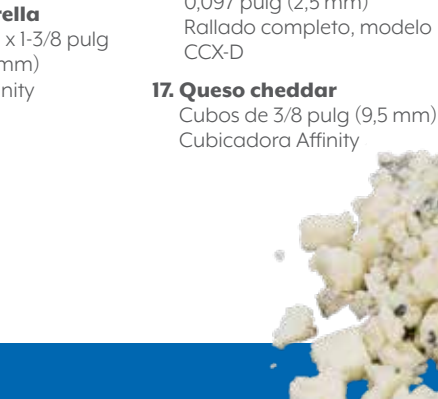 rella
x 1-3/8 pulg
mm)
nity
0,097 pulg (2,5 mm)
Rallado completo, modelo
CCX-D
17. Queso cheddar
Cubos de 3/8 pulg (9,5 mm)
Cubicadora Affinity